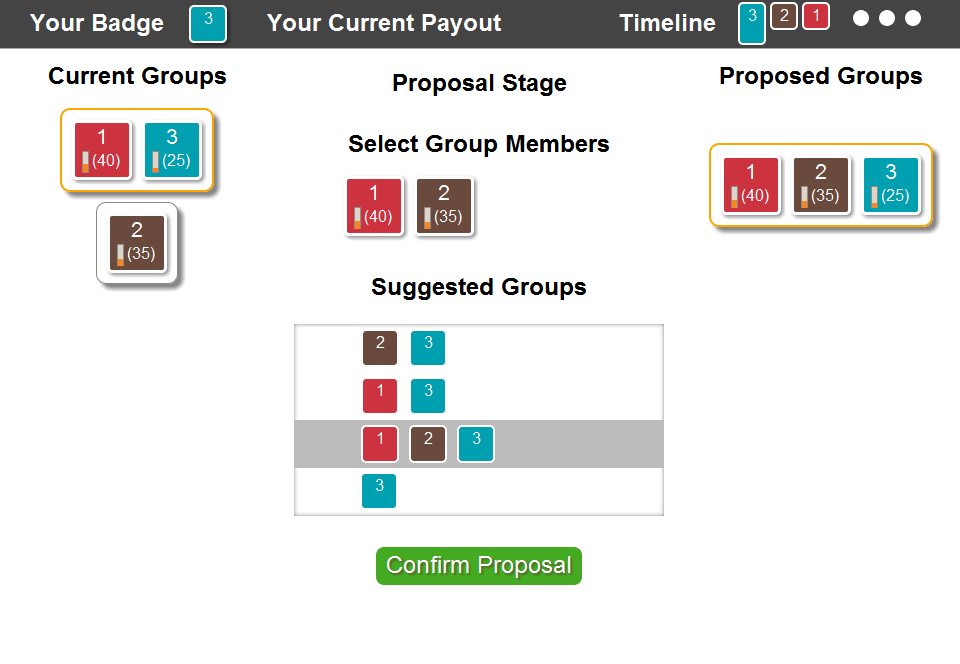 Your Badge 3 Your Current Payout Timeline 3 2 1
Current Groups
1 3
(40) (25)
2
(35)
Proposal Stage
Select Group Members
1 2
(40) (35)
Suggested Groups
2 3
1 3
1 2 3
3
Confirm Proposal
Proposed Groups
1 2 3
(40) (35) (25)